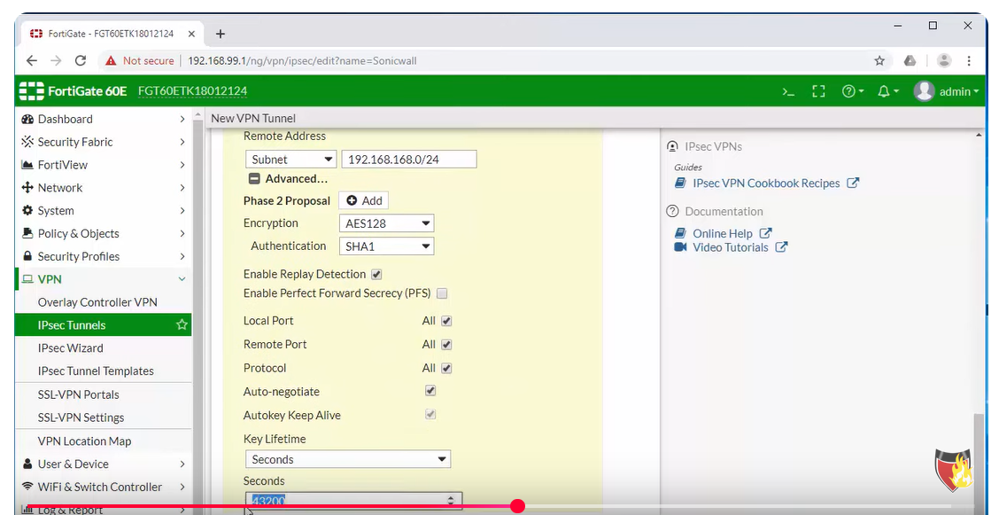 FortiGate - FGT60ETK18012124
Not secure | 192.168.99.1/ng/vpn/ipsec/edit?name=Sonicwall
FortiGate 60E FGT60ETK18012124
admin
Dashboard
Security Fabric
FortiView
Network
System
Policy & Objects
Security Profiles
VPN
Overlay Controller VPN
IPsec Tunnels
IPsec Wizard
IPsec Tunnel Templates
SSL-VPN Portals
SSL-VPN Settings
VPN Location Map
User & Device
WiFi & Switch Controller
Log & Report
New VPN Tunnel
Remote Address
Subnet 192.168.168.0/24
Advanced...
Phase 2 Proposal Add
Encryption AES128
Authentication SHA1
Enable Replay Detection
Enable Perfect Forward Secrecy (PFS)
Local Port All
Remote Port All
Protocol All
Auto-negotiate
Autokey Keep Alive
Key Lifetime
Seconds
Seconds
43200
IPsec VPNs
Guides
IPsec VPN Cookbook Recipes
Documentation
Online Help
Video Tutorials